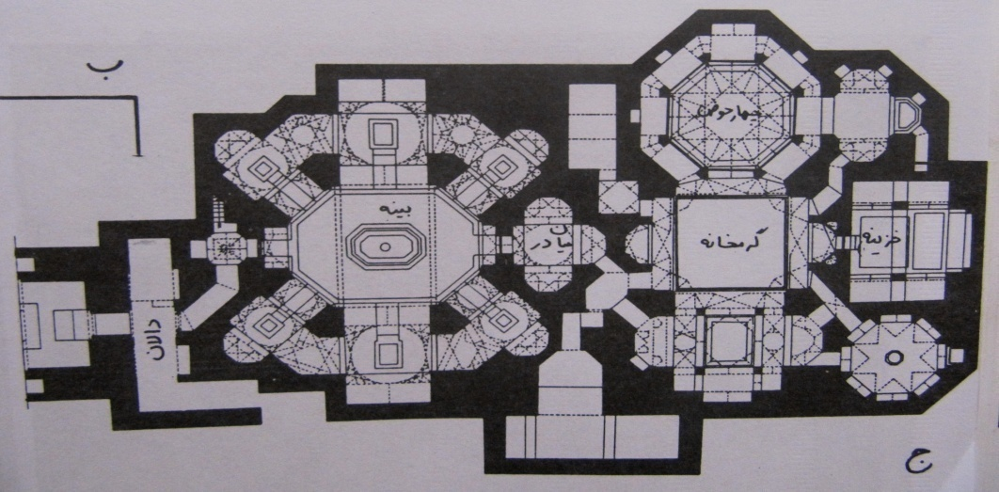 ب
چهارحوض
بینه
میاندر
گرمخانه
خزینه
دالان
ج